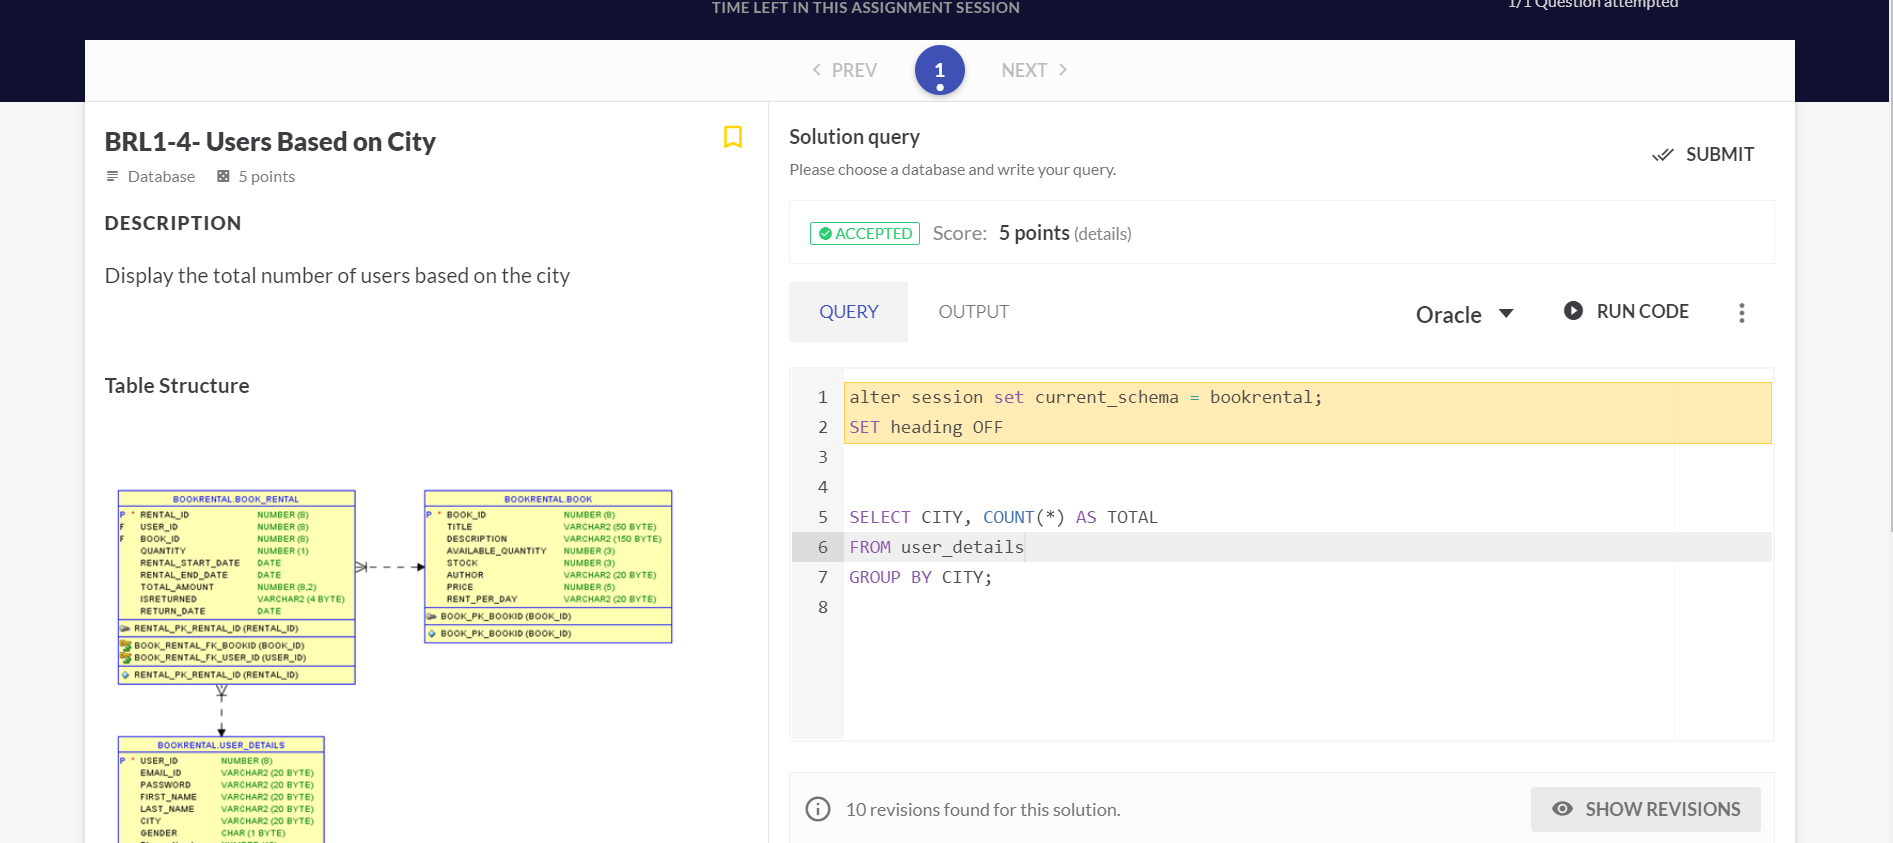 TIME LEFT IN THIS ASSIGNMENT SESSION
1/1 Question attempted
PREV
1
NEXT
BRL1-4- Users Based on City
Database
5 points
DESCRIPTION
Display the total number of users based on the city
Table Structure
BOOKRENTAL.BOOK_RENTAL
P * RENTAL_ID NUMBER (8)
F USER_ID NUMBER (8)
F BOOK_ID NUMBER (8)
QUANTITY NUMBER (1)
RENTAL_START_DATE DATE
RENTAL_END_DATE DATE
TOTAL_AMOUNT NUMBER (8,2)
ISRETURNED VARCHAR2 (4 BYTE)
RETURN_DATE DATE
RENTAL_PK_RENTAL_ID (RENTAL_ID)
BOOK_RENTAL_FK_BOOKID (BOOK_ID)
BOOK_RENTAL_FK_USER_ID (USER_ID)
RENTAL_PK_RENTAL_ID (RENTAL_ID)
BOOKRENTAL.BOOK
P * BOOK_ID NUMBER (8)
TITLE VARCHAR2 (50 BYTE)
DESCRIPTION VARCHAR2 (150 BYTE)
AVAILABLE_QUANTITY NUMBER (3)
STOCK NUMBER (3)
AUTHOR VARCHAR2 (20 BYTE)
PRICE NUMBER (5)
RENT_PER_DAY VARCHAR2 (20 BYTE)
BOOK_PK_BOOKID (BOOK_ID)
BOOK_PK_BOOKID (BOOK_ID)
BOOKRENTAL.USER_DETAILS
P * USER_ID NUMBER (8)
EMAIL_ID VARCHAR2 (20 BYTE)
PASSWORD VARCHAR2 (20 BYTE)
FIRST_NAME VARCHAR2 (20 BYTE)
LAST_NAME VARCHAR2 (20 BYTE)
CITY VARCHAR2 (20 BYTE)
GENDER CHAR (1 BYTE)
Solution query
Please choose a database and write your query.
SUBMIT
ACCEPTED Score: 5 points (details)
QUERY
OUTPUT
Oracle
RUN CODE
1 alter session set current_schema = bookrental;
2 SET heading OFF
3
4
5 SELECT CITY, COUNT(*) AS TOTAL
6 FROM user_details
7 GROUP BY CITY;
8
10 revisions found for this solution.
SHOW REVISIONS